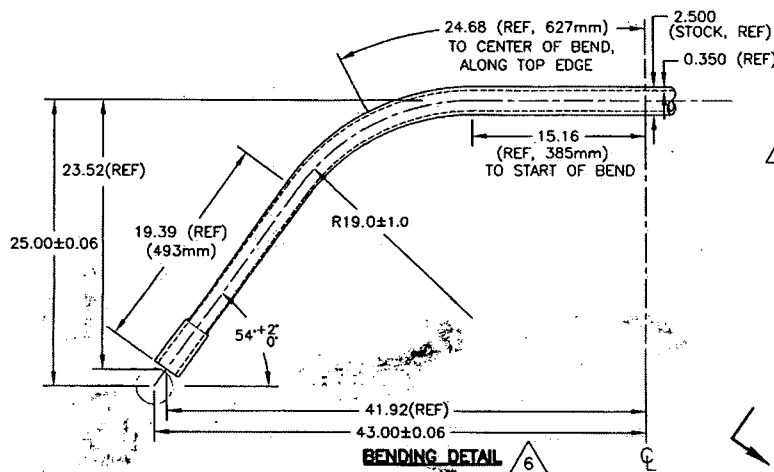 24.68 (REF, 627mm)
TO CENTER OF BEND,
ALONG TOP EDGE
2.500
(STOCK, REF)
0.350 (REF)
15.16
(REF, 385mm)
TO START OF BEND
23.52(REF)
25.00±0.06
19.39 (REF)
(493mm)
R19.0±1.0
54°+2°
0°
41.92(REF)
43.00±0.06
BENDING DETAIL
6
℄